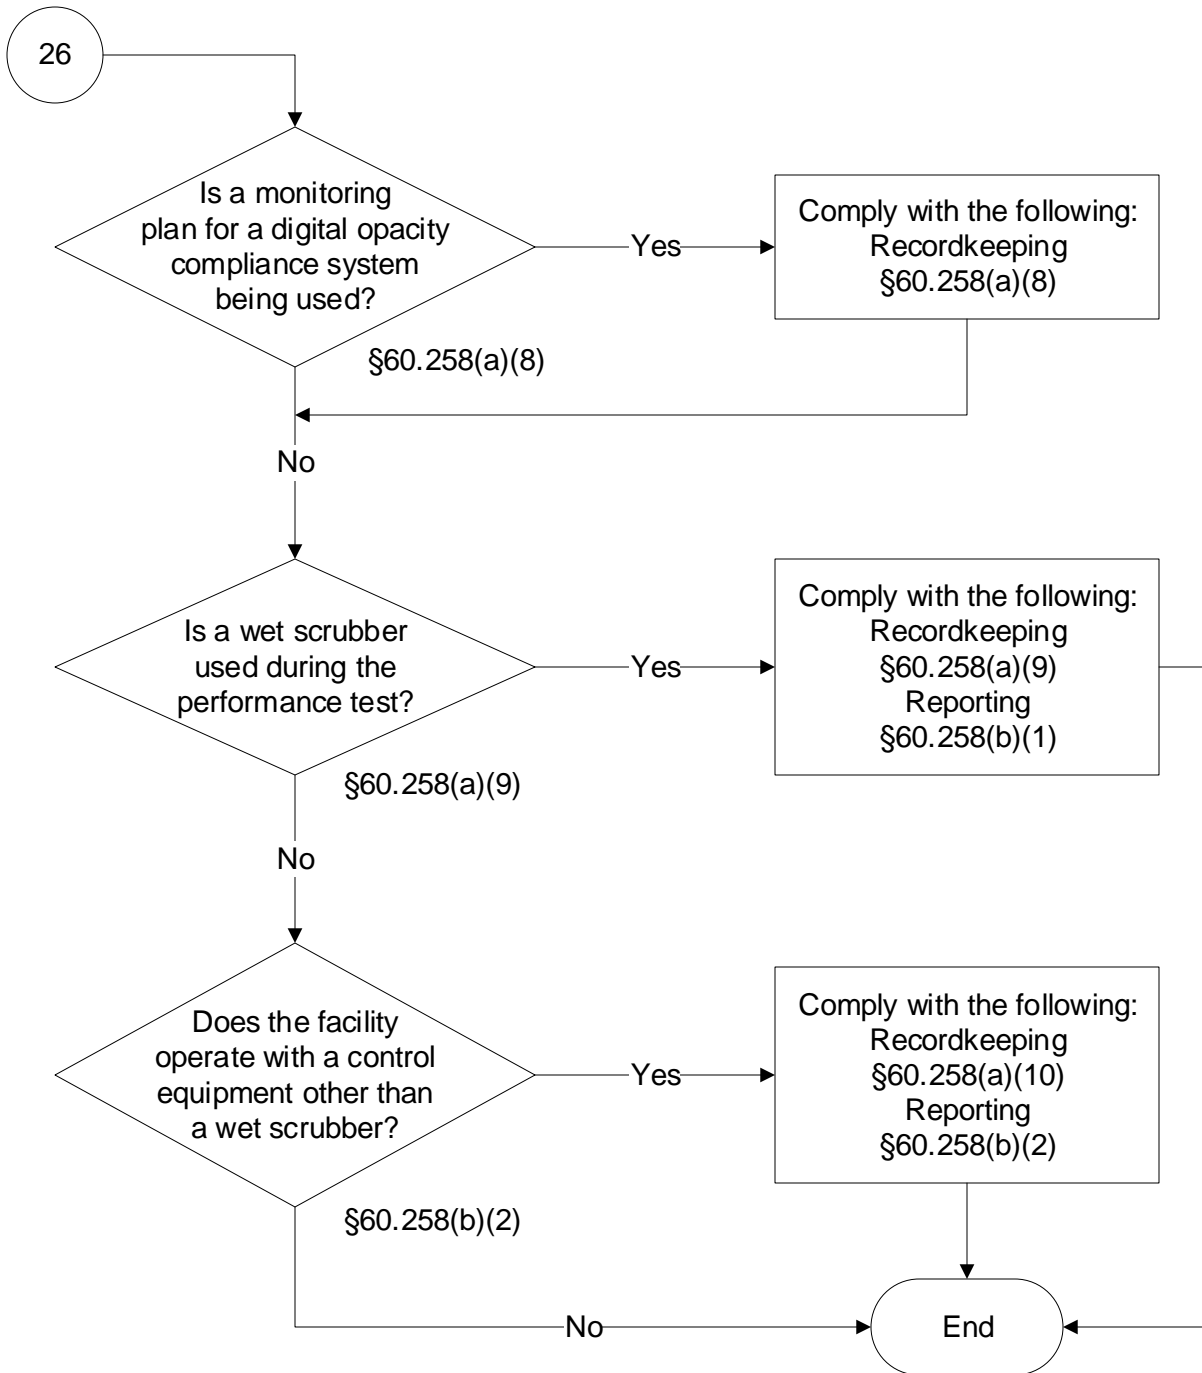 26
Is a monitoring
plan for a digital opacity
compliance system
being used?
Yes
Comply with the following:
Recordkeeping
§60.258(a)(8)
§60.258(a)(8)
No
Is a wet scrubber
used during the
performance test?
Yes
Comply with the following:
Recordkeeping
§60.258(a)(9)
Reporting
§60.258(b)(1)
§60.258(a)(9)
No
Does the facility
operate with a control
equipment other than
a wet scrubber?
Yes
Comply with the following:
Recordkeeping
§60.258(a)(10)
Reporting
§60.258(b)(2)
§60.258(b)(2)
No
End